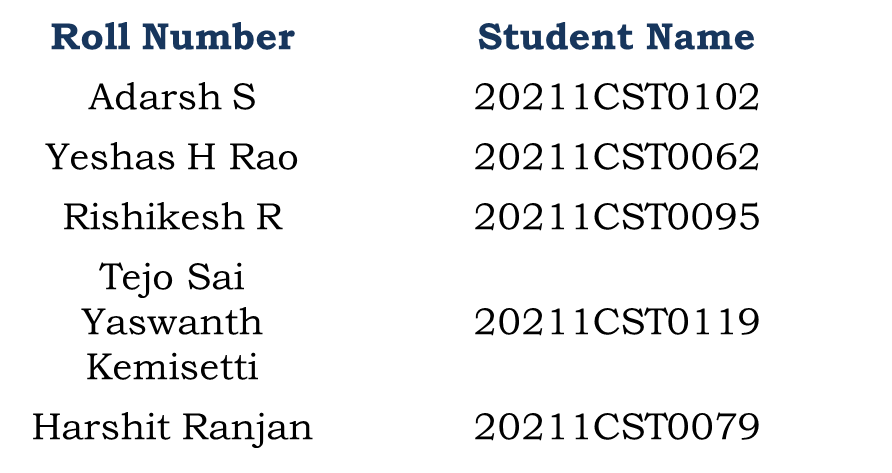 Roll Number Student Name
Adarsh S 20211CST0102
Yeshas H Rao 20211CST0062
Rishikesh R 20211CST0095
Tejo Sai
Yaswanth 20211CST0119
Kemisetti
Harshit Ranjan 20211CST0079